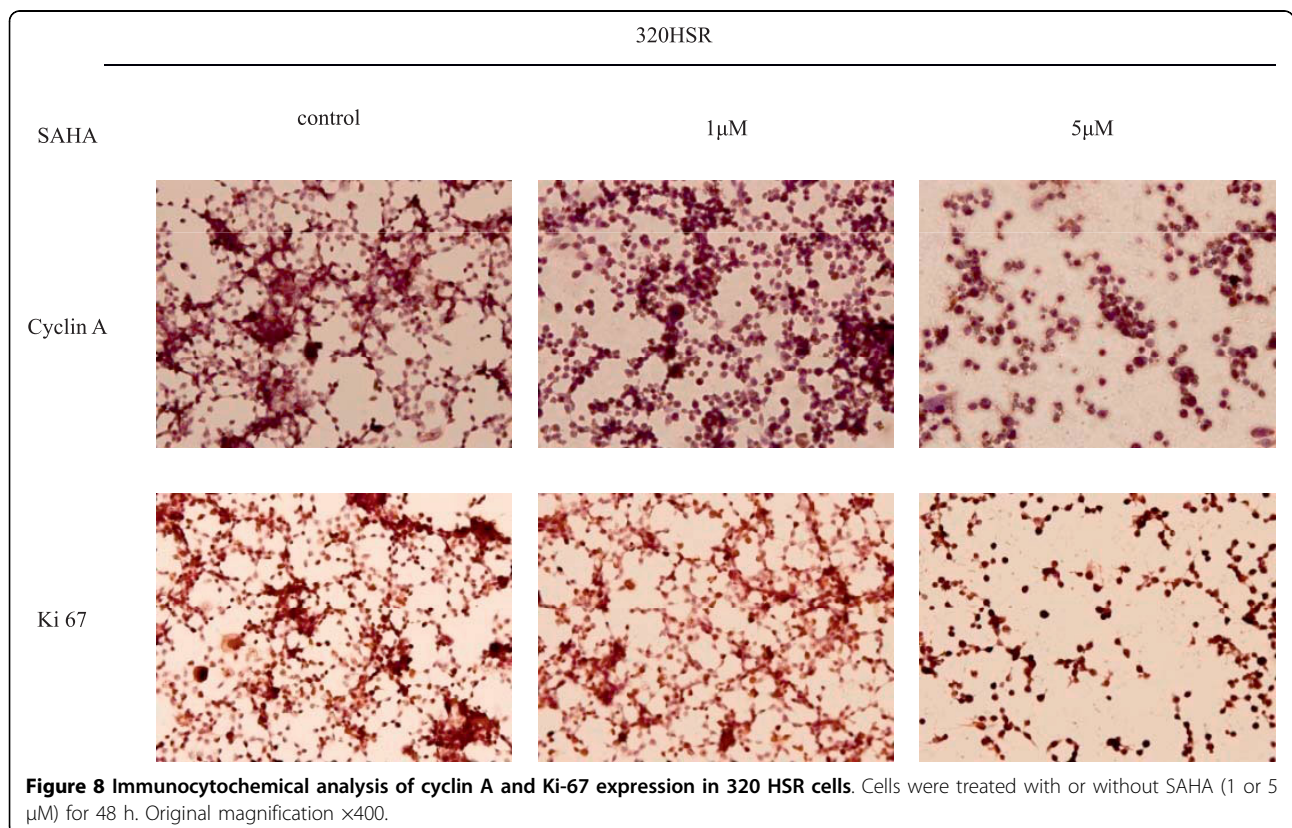 320HSR
SAHA
control
1µM
5µM
Cyclin A
Ki 67
Figure 8 Immunocytochemical analysis of cyclin A and Ki-67 expression in 320 HSR cells. Cells were treated with or without SAHA (1 or 5
µM) for 48 h. Original magnification ×400.